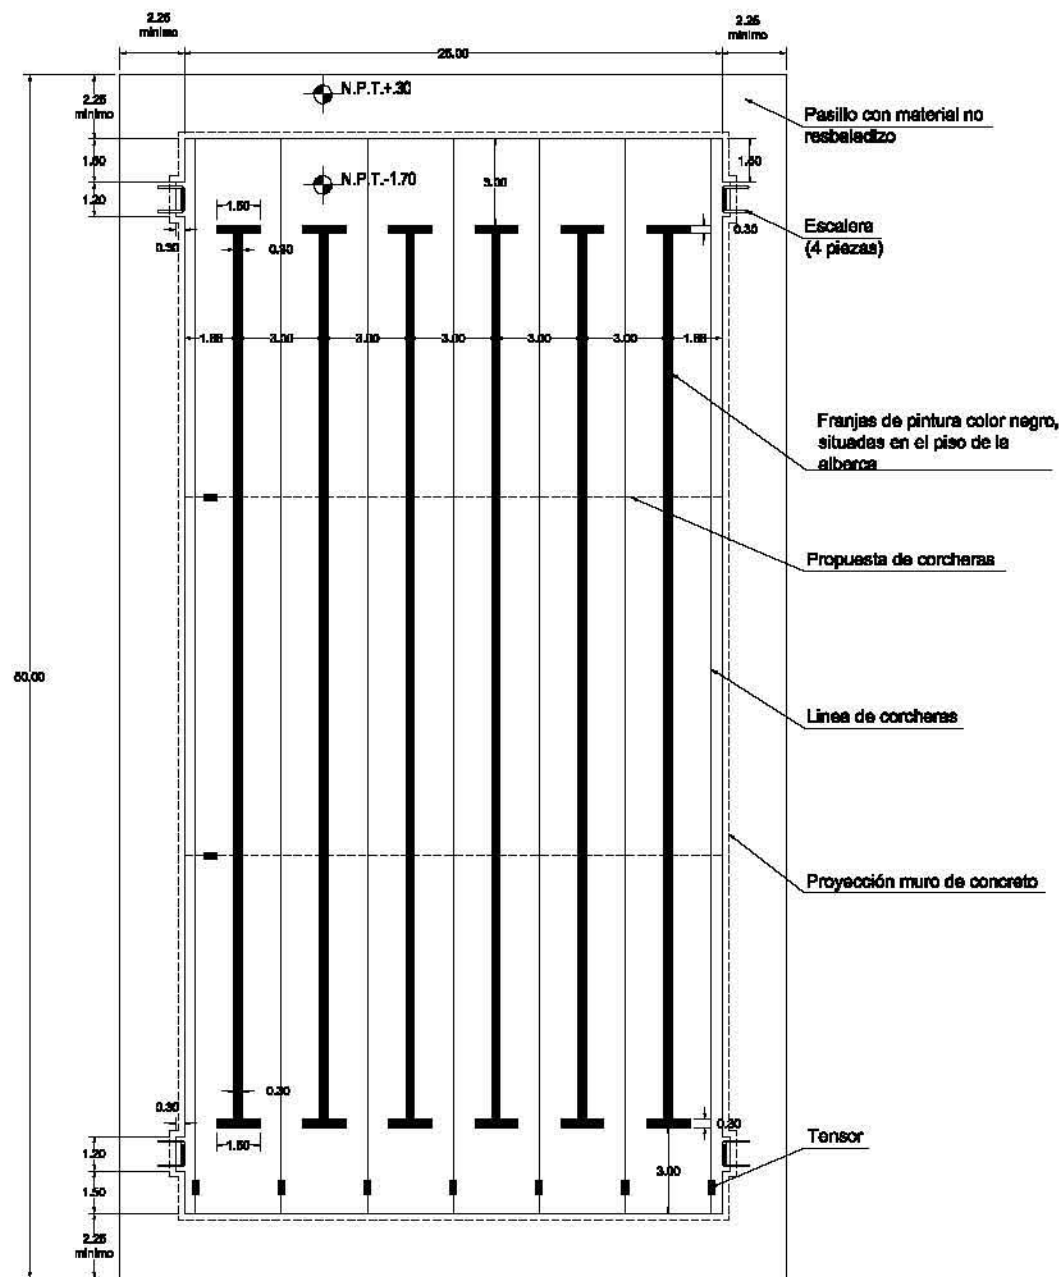 2.25
mínimo
2.25
mínimo
25.00
N.P.T.+.30
2.25
mínimo
Pasillo con material no
resbaladizo
1.50
1.50
N.P.T.-1.70
3.00
1.20
1.50
Escalera
(4 piezas)
0.30
0.30
0.30
1.88
3.00
3.00
3.00
3.00
3.00
1.88
Franjas de pintura color negro,
situadas en el piso de la
alberca
Propuesta de corcheras
50.00
Linea de corcheras
Proyección muro de concreto
0.30
0.30
0.30
1.20
1.50
Tensor
1.50
3.00
2.25
mínimo